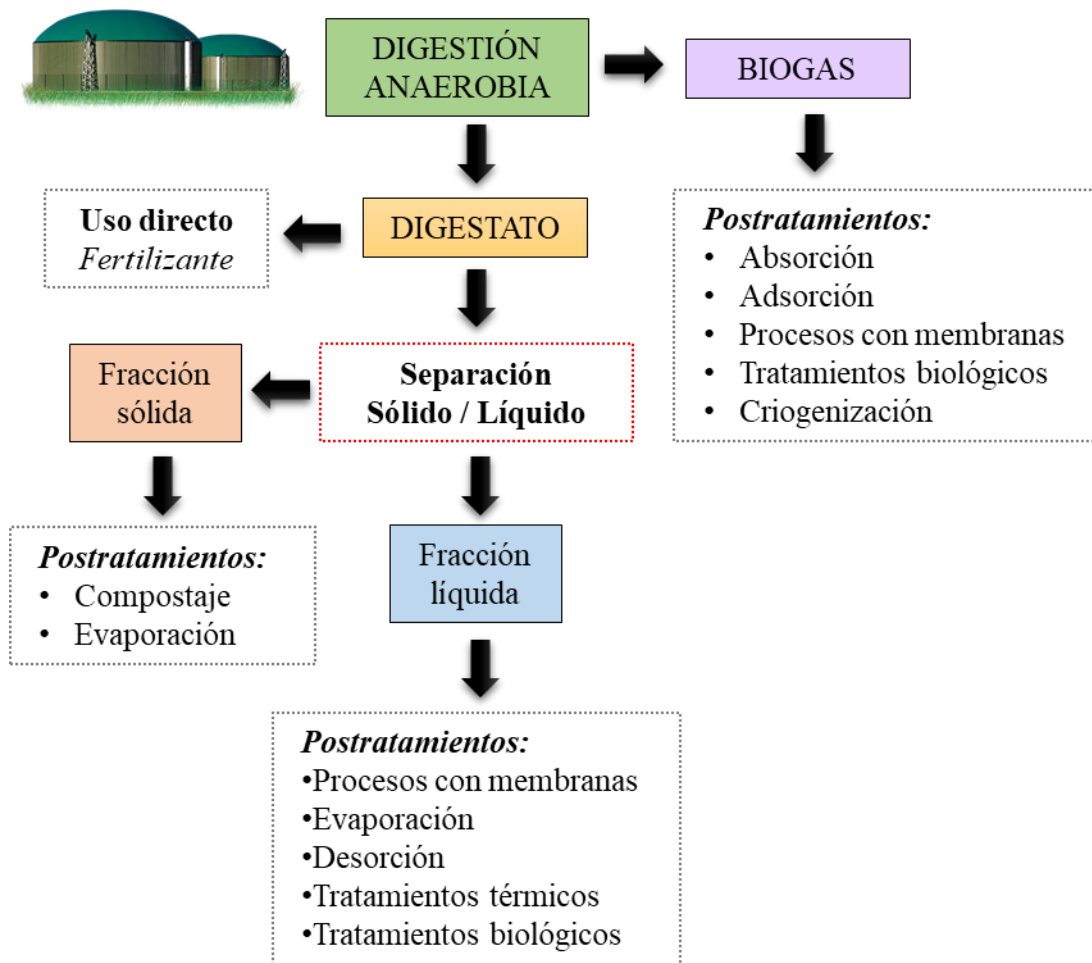 DIGESTIÓN
ANAEROBIA
BIOGAS
Uso directo
Fertilizante
DIGESTATO
Postratamientos:
• Absorción
• Adsorción
• Procesos con membranas
• Tratamientos biológicos
• Criogenización
Fracción
sólida
Separación
Sólido / Líquido
Postratamientos:
• Compostaje
• Evaporación
Fracción
líquida
Postratamientos:
•Procesos con membranas
•Evaporación
•Desorción
•Tratamientos térmicos
•Tratamientos biológicos